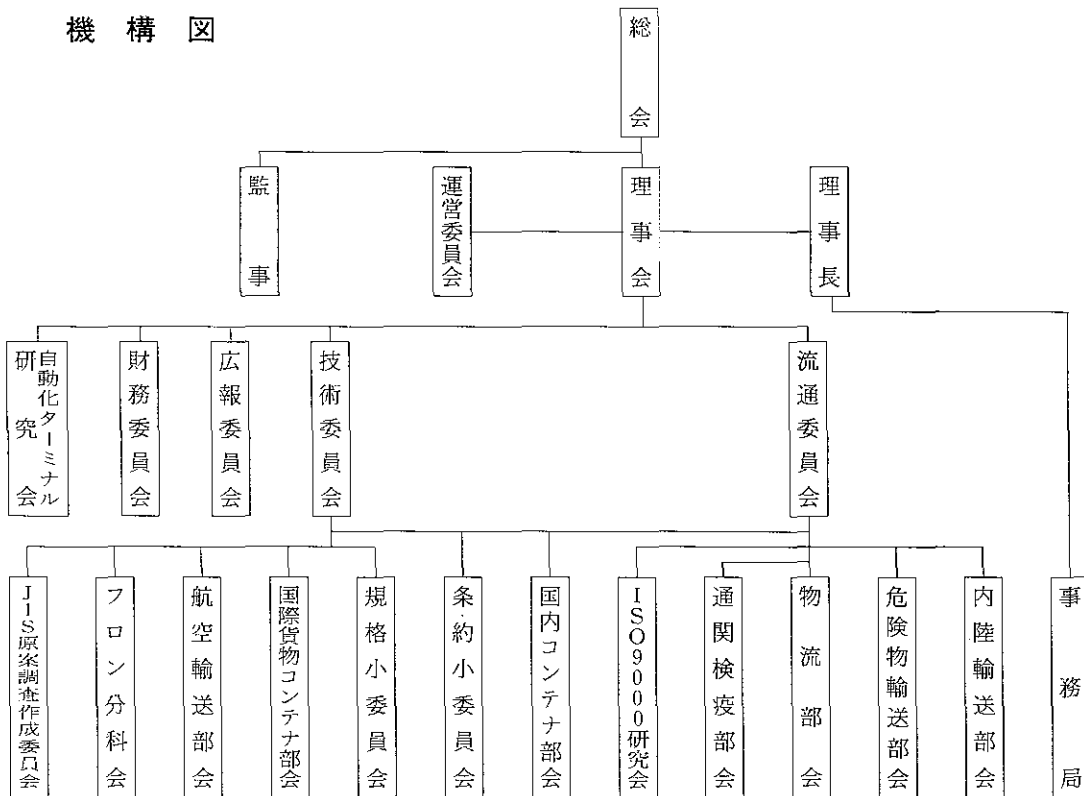 機構図
総会
監事
運営委員会
理事会
理事長
自動化ターミナル
研究会
財務委員会
広報委員会
技術委員会
流通委員会
JIS原案調査作成委員会
フロン分科会
航空輸送部会
国際貨物コンテナ部会
規格小委員会
条約小委員会
国内コンテナ部会
ISO9000研究会
通関検疫部会
物流部会
危険物輸送部会
内陸輸送部会
事務局